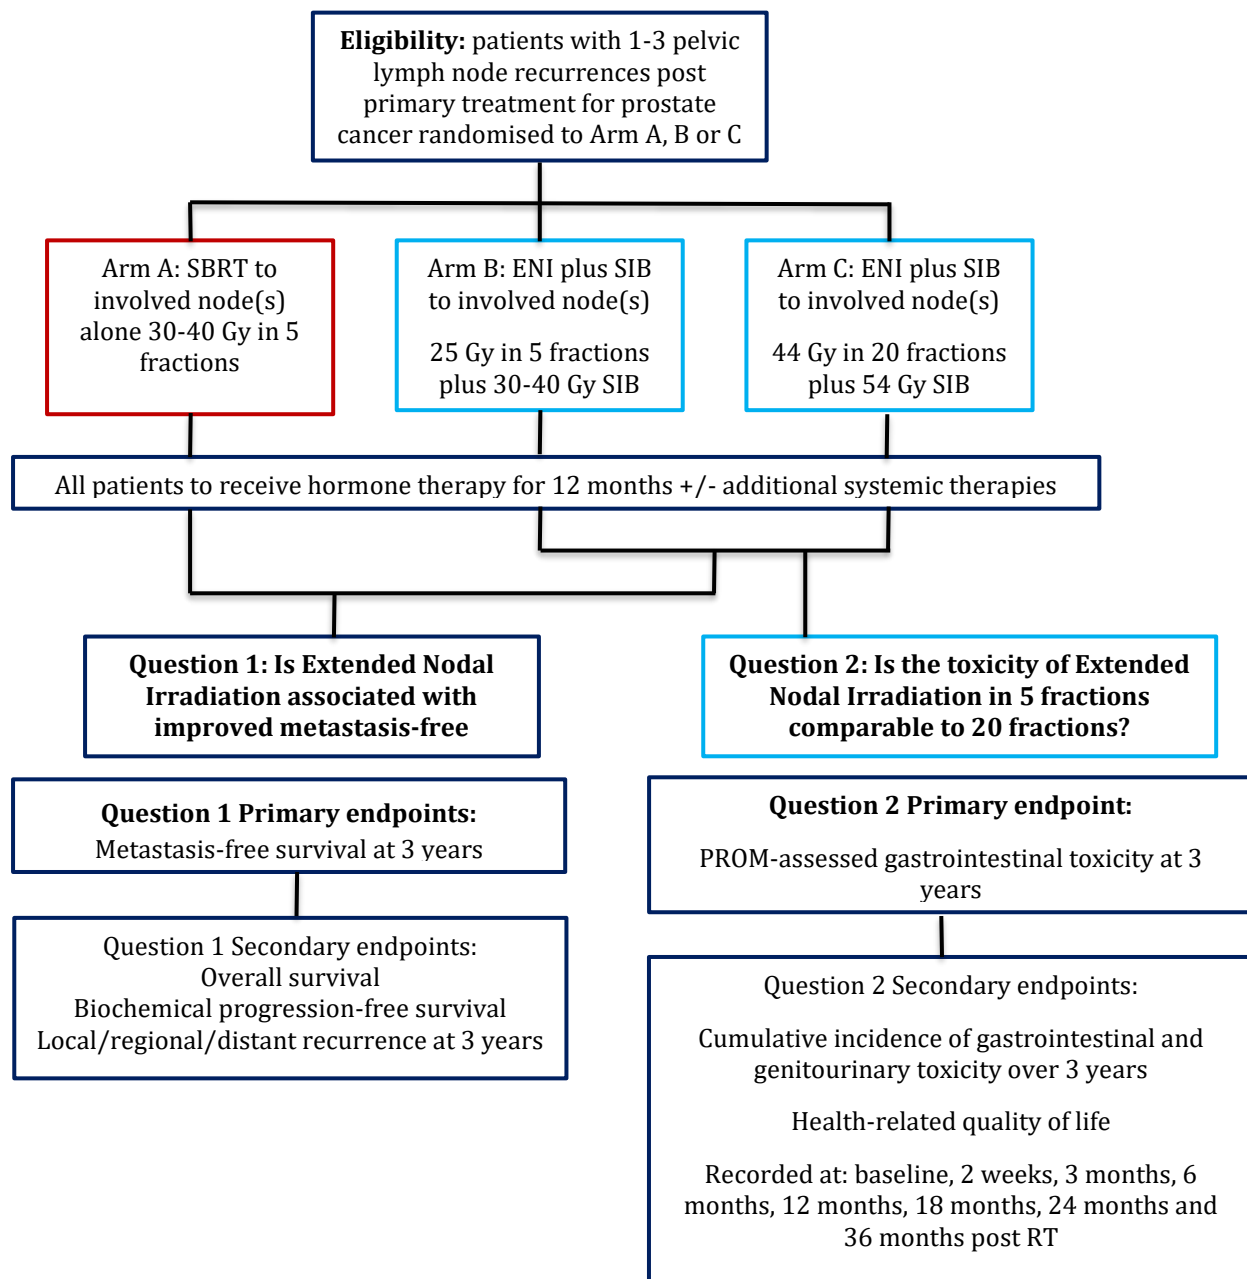 Eligibility: patients with 1-3 pelvic
lymph node recurrences post
primary treatment for prostate
cancer randomised to Arm A, B or C
Arm A: SBRT to
involved node(s)
alone 30-40 Gy in 5
fractions
Arm B: ENI plus SIB
to involved node(s)
25 Gy in 5 fractions
plus 30-40 Gy SIB
Arm C: ENI plus SIB
to involved node(s)
44 Gy in 20 fractions
plus 54 Gy SIB
All patients to receive hormone therapy for 12 months +/- additional systemic therapies
Question 1: Is Extended Nodal
Irradiation associated with
improved metastasis-free
Question 2: Is the toxicity of Extended
Nodal Irradiation in 5 fractions
comparable to 20 fractions?
Question 1 Primary endpoints:
Metastasis-free survival at 3 years
Question 2 Primary endpoint:
PROM-assessed gastrointestinal toxicity at 3
years
Question 1 Secondary endpoints:
Overall survival
Biochemical progression-free survival
Local/regional/distant recurrence at 3 years
Question 2 Secondary endpoints:
Cumulative incidence of gastrointestinal and
genitourinary toxicity over 3 years
Health-related quality of life
Recorded at: baseline, 2 weeks, 3 months, 6
months, 12 months, 18 months, 24 months and
36 months post RT